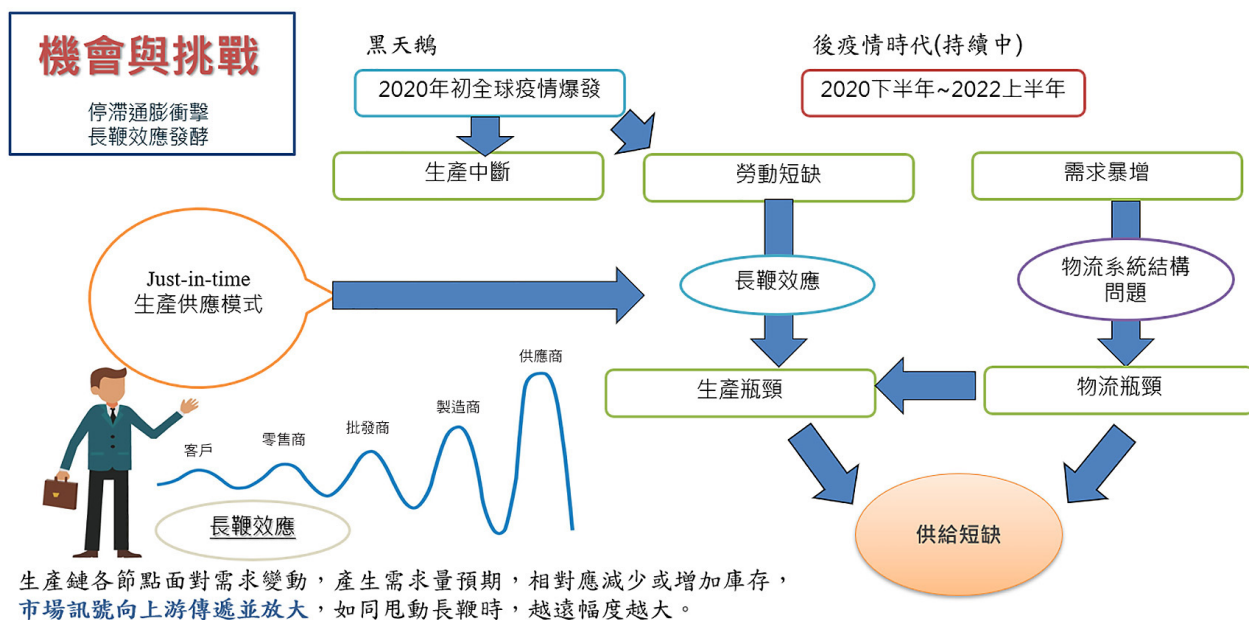 機會與挑戰
停滯通膨衝擊
長鞭效應發酵
黑天鵝
後疫情時代(持續中)
2020年初全球疫情爆發
2020下半年~2022上半年
生產中斷
勞動短缺
需求暴增
Just-in-time
生產供應模式
長鞭效應
物流系統結構
問題
生產瓶頸
物流瓶頸
供給短缺
客戶
零售商
批發商
製造商
供應商
長鞭效應
生產鏈各節點面對需求變動，產生需求量預期，相對應減少或增加庫存，
市場訊號向上游傳遞並放大，如同甩動長鞭時，越遠幅度越大。